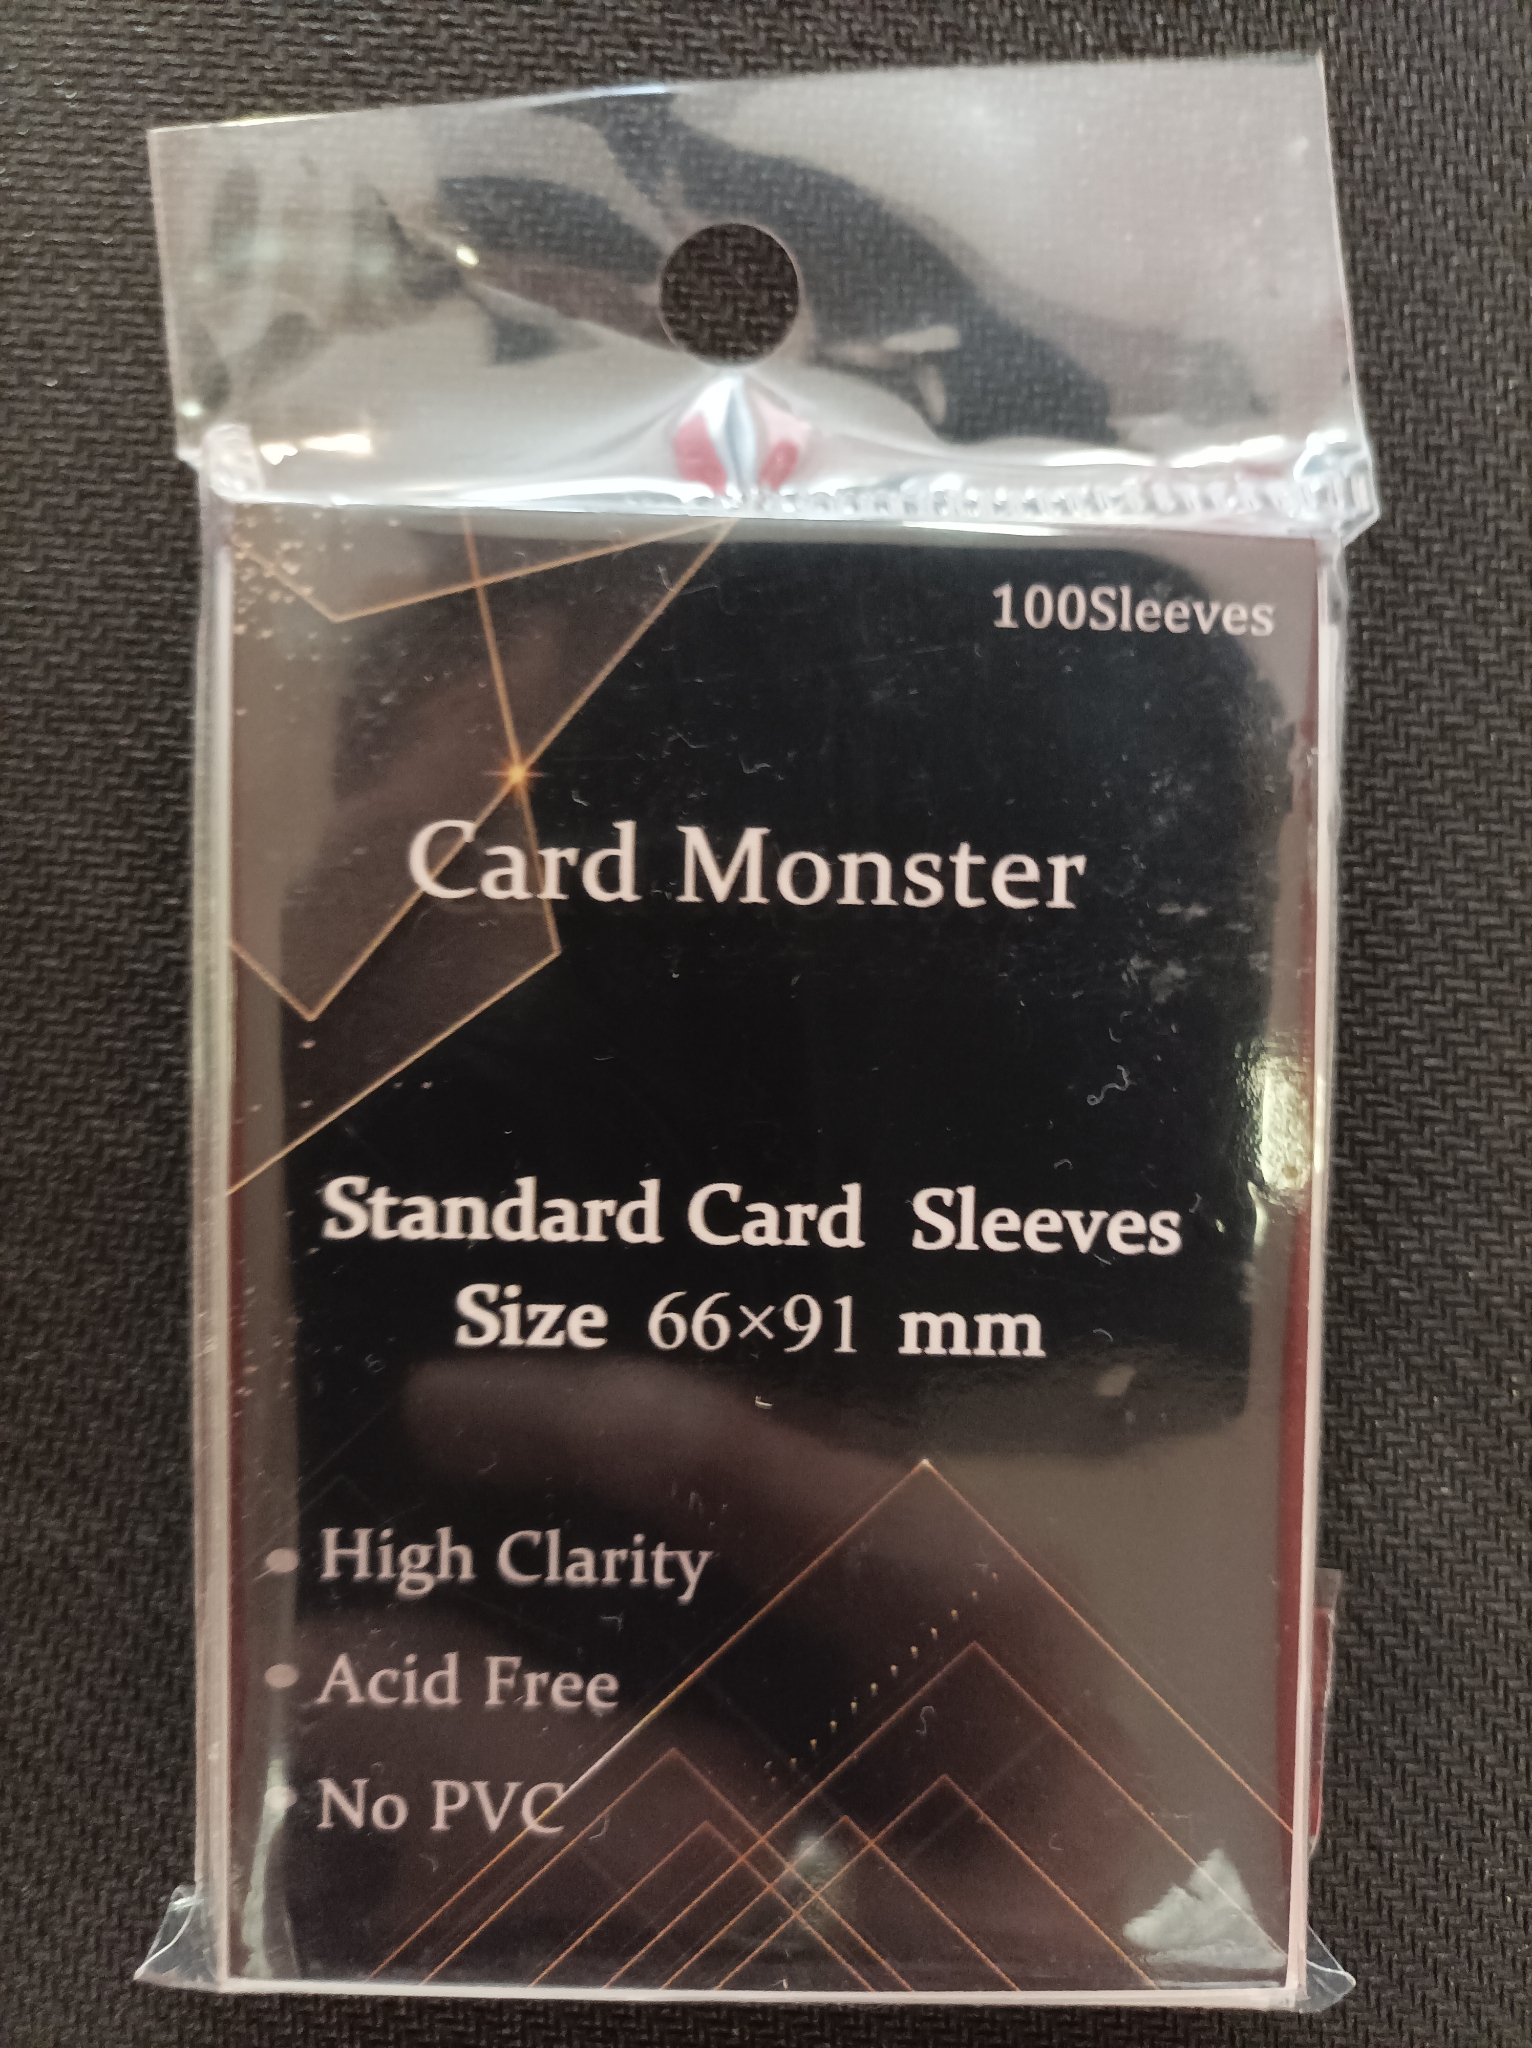 100Sleeves
Card Monster
Standard Card Sleeves
Size 66×91 mm
• High Clarity
• Acid Free
• No PVC